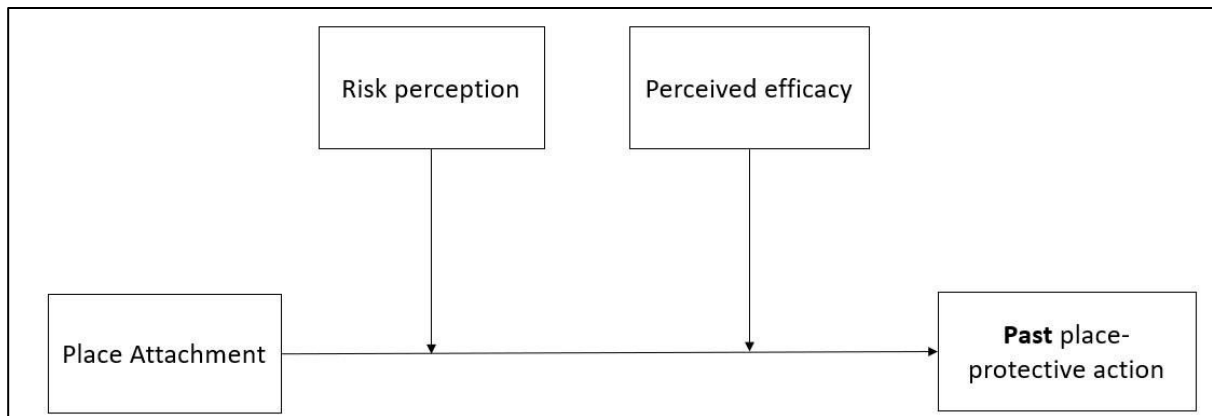 Risk perception
Perceived efficacy
Place Attachment
Past place-
protective action